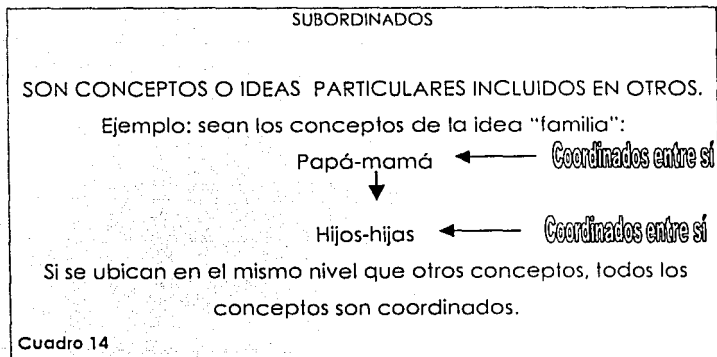 SUBORDINADOS
SON CONCEPTOS O IDEAS PARTICULARES INCLUIDOS EN OTROS.
Ejemplo: sean los conceptos de la idea "familia":
Papá-mamá Coordinados entre sí
Hijos-hijas Coordinados entre sí
Si se ubican en el mismo nivel que otros conceptos, todos los
conceptos son coordinados.
Cuadro 14